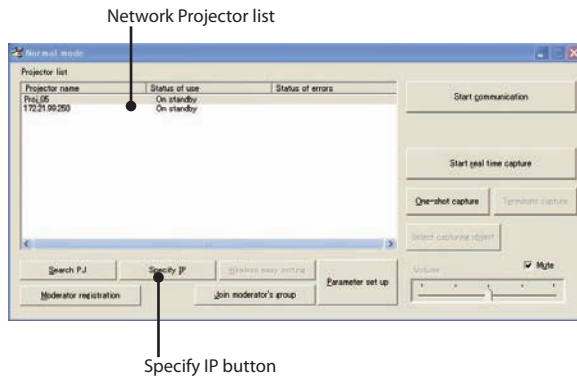 Network Projector list
Normal mode
Projector list
Projector name Status of use Status of errors
Proj_05 On standby
172.21.99.250 On standby
Start communication
Start real time capture
One-shot capture Terminate capture
Select capturing object
Search PJ Specify IP Wireless easy setting
Parameter set up
Volume Mute
Moderator registration Join moderator's group
Specify IP button